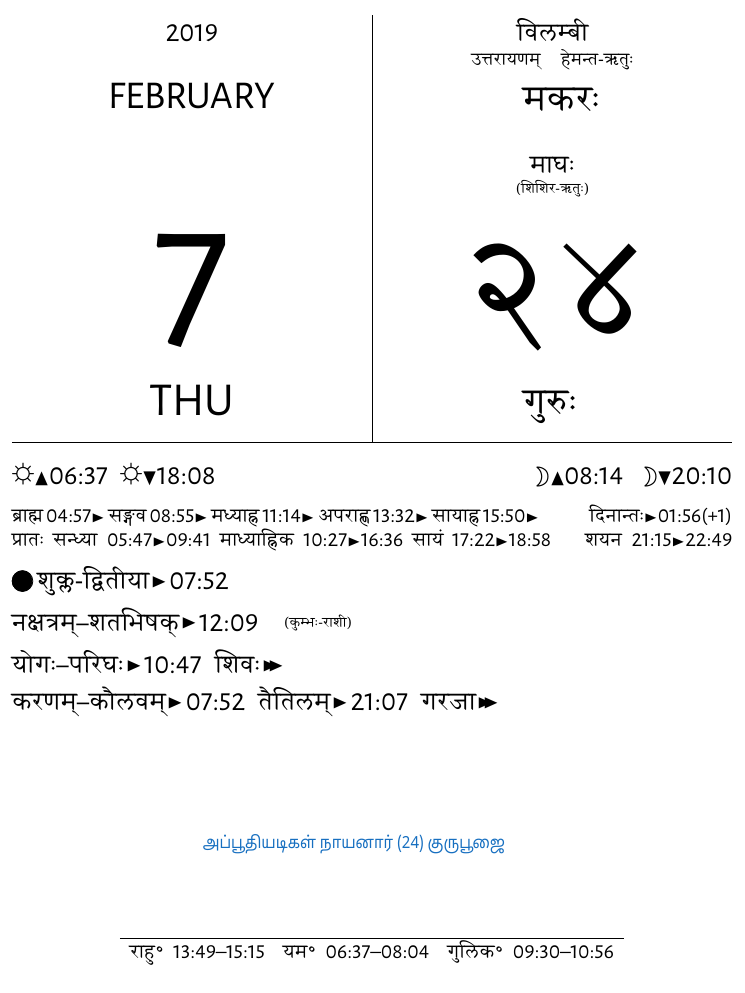 2019
FEBRUARY
7
THU
विलम्बी
उत्तरायणम् हेमन्त-ऋतुः
मकरः
माघः
(शिशिर-ऋतुः)
२४
गुरुः
☼▲06:37 ☼▼18:08 ☽▲08:14 ☽▼20:10
ब्राह्म 04:57► सङ्गव 08:55► मध्याह्न 11:14► अपराह्ण 13:32► सायाह्न 15:50► दिनान्तः►01:56(+1)
प्रातः सन्ध्या 05:47►09:41 माध्याह्निक 10:27►16:36 सायं 17:22►18:58 शयन 21:15►22:49
शुक्ल-द्वितीया►07:52
नक्षत्रम्–शतभिषक्►12:09 (कुम्भः-राशी)
योगः–परिघः►10:47 शिवः
करणम्–कौलवम्►07:52 तैतिलम्►21:07 गरजा
அப்பூதியடிகள் நாயனார் (24) குருபூஜை
राहु॰ 13:49–15:15 यम॰ 06:37–08:04 गुलिक॰ 09:30–10:56